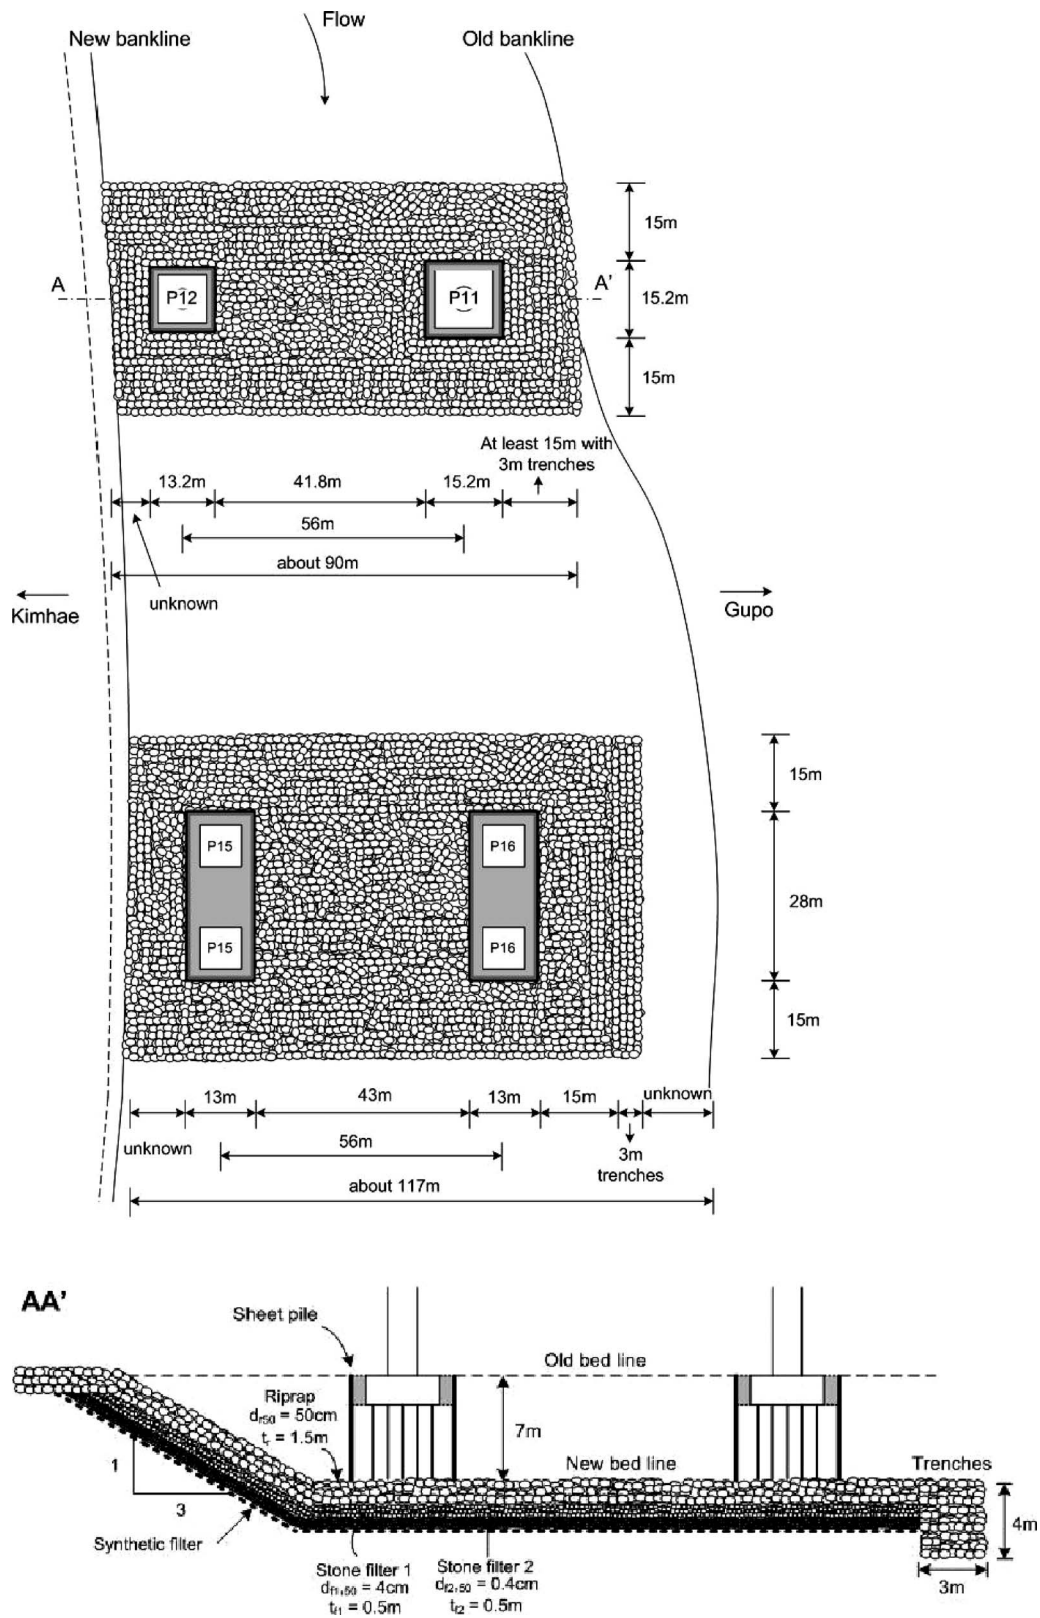 Flow
New bankline
Old bankline
15m
A
P12
P11
A'
15.2m
15m
At least 15m with
3m trenches
13.2m
41.8m
15.2m
56m
about 90m
unknown
Kimhae
Gupo
15m
P15
P16
28m
P15
P16
15m
13m
43m
13m
15m
unknown
unknown
56m
3m
trenches
about 117m
AA'
Sheet pile
Old bed line
Riprap
dr50 = 50cm
tr = 1.5m
7m
New bed line
Trenches
1
3
4m
Synthetic filter
Stone filter 1
df1,50 = 4cm
tf1 = 0.5m
Stone filter 2
df2,50 = 0.4cm
tf2 = 0.5m
3m